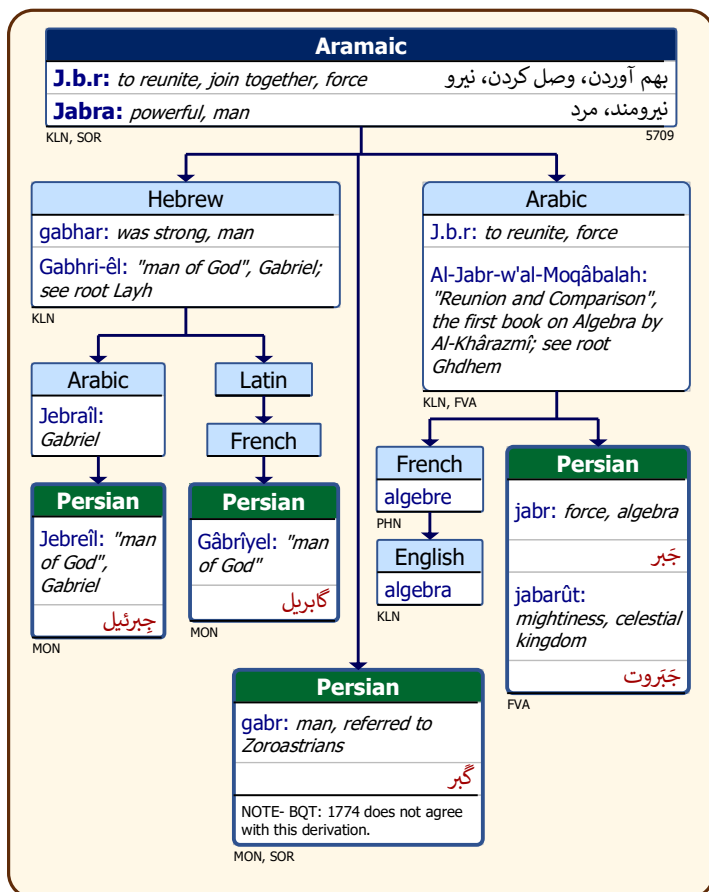 Aramaic
J.b.r: to reunite, join together, force بهم آوردن، وصل کردن، نیرو
Jabra: powerful, man نیرومند، مرد
KLN, SOR 5709
Hebrew
gabhar: was strong, man
Gabhri-êl: "man of God", Gabriel;
see root Layh
KLN
Arabic
J.b.r: to reunite, force
Al-Jabr-w'al-Moqâbalah:
"Reunion and Comparison",
the first book on Algebra by
Al-Khârazmî; see root
Ghdhem
KLN, FVA
Arabic
Jebraîl:
Gabriel
Latin
French
Persian
Jebreîl: "man
of God",
Gabriel
جِبرئیل
MON
Persian
Gâbrîyel: "man
of God"
گابریل
MON
French
algebre
PHN
English
algebra
KLN
Persian
jabr: force, algebra
جَبر
jabarût:
mightiness, celestial
kingdom
جَبَروت
FVA
Persian
gabr: man, referred to
Zoroastrians
گَبر
NOTE- BQT: 1774 does not agree
with this derivation.
MON, SOR